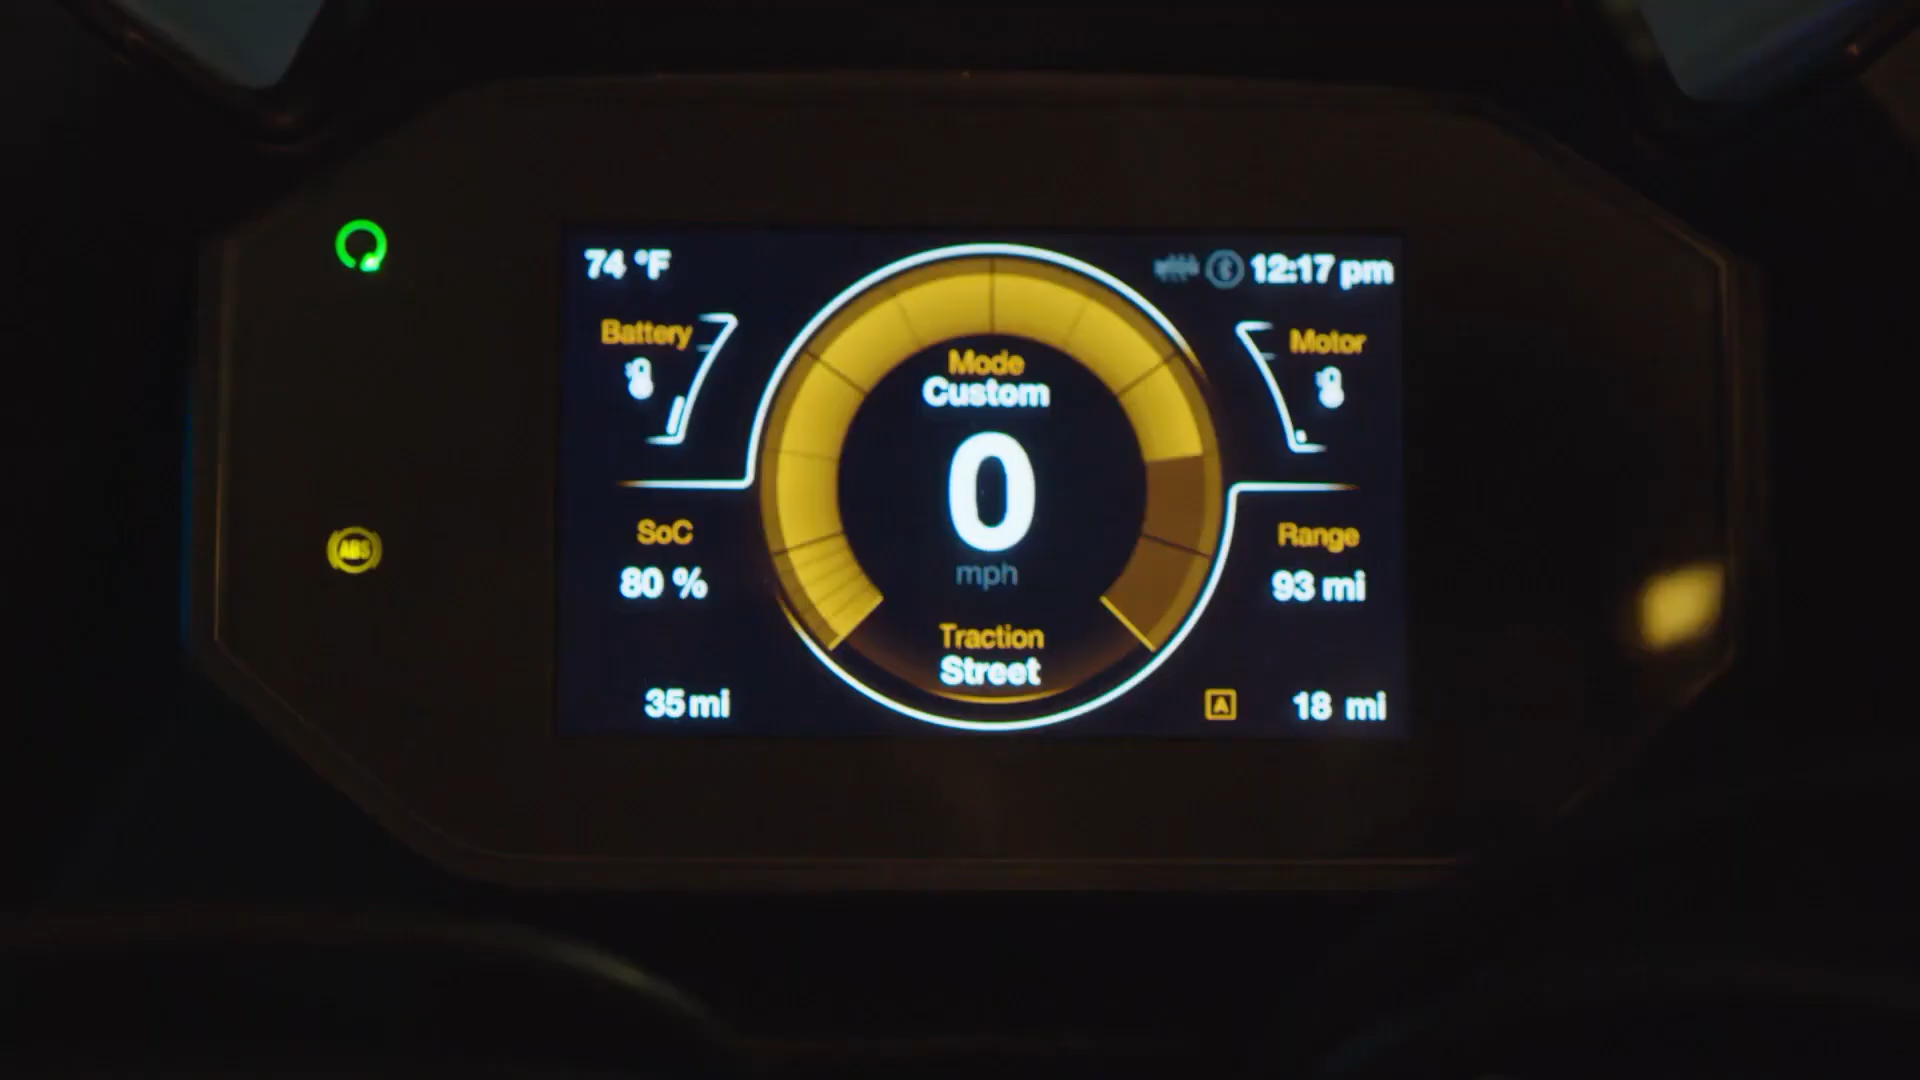 74 °F
12:17 pm
Battery
Motor
Mode
Custom
0
mph
SoC
80 %
Range
93 mi
ABS
Traction
Street
35 mi
A
18 mi